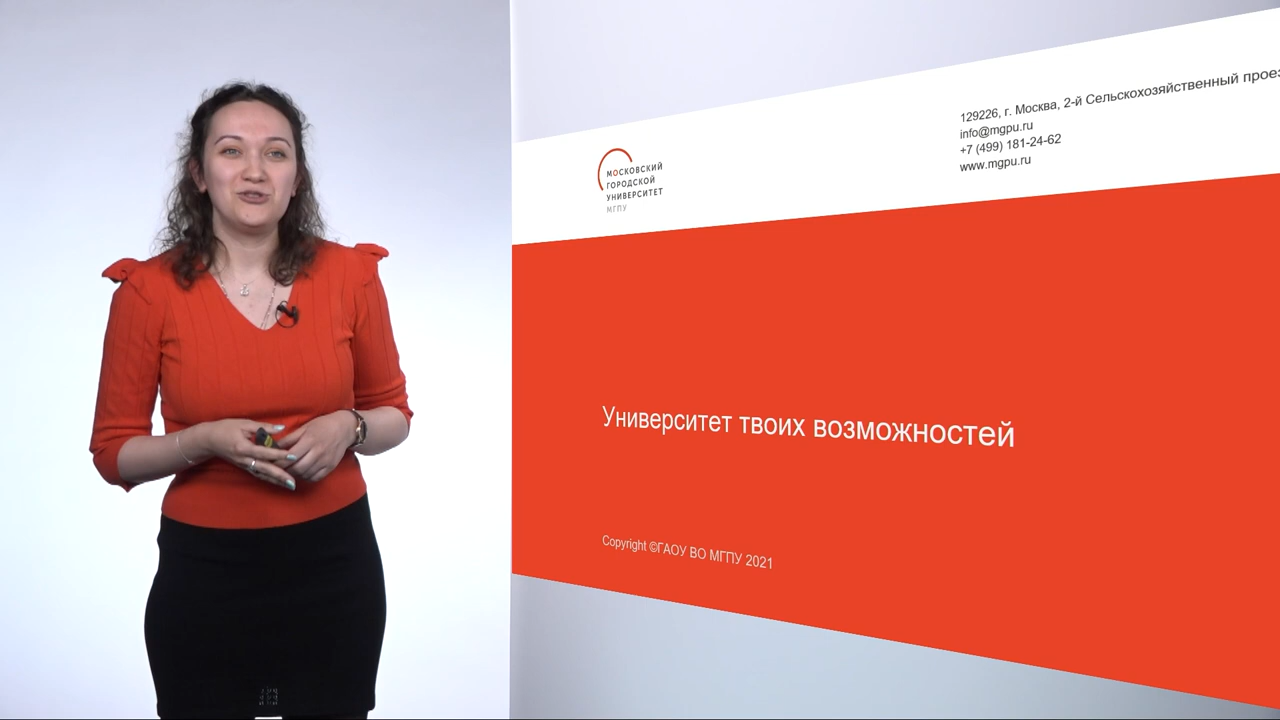 МОСКОВСКИЙ
ГОРОДСКОЙ
УНИВЕРСИТЕТ
МГПУ
129226, г. Москва, 2-й Сельскохозяйственный
info@mgpu.ru
+7 (499) 181-24-62
www.mgpu.ru
Университет твоих возможностей
Copyright ©ГАОУ ВО МГПУ 2021